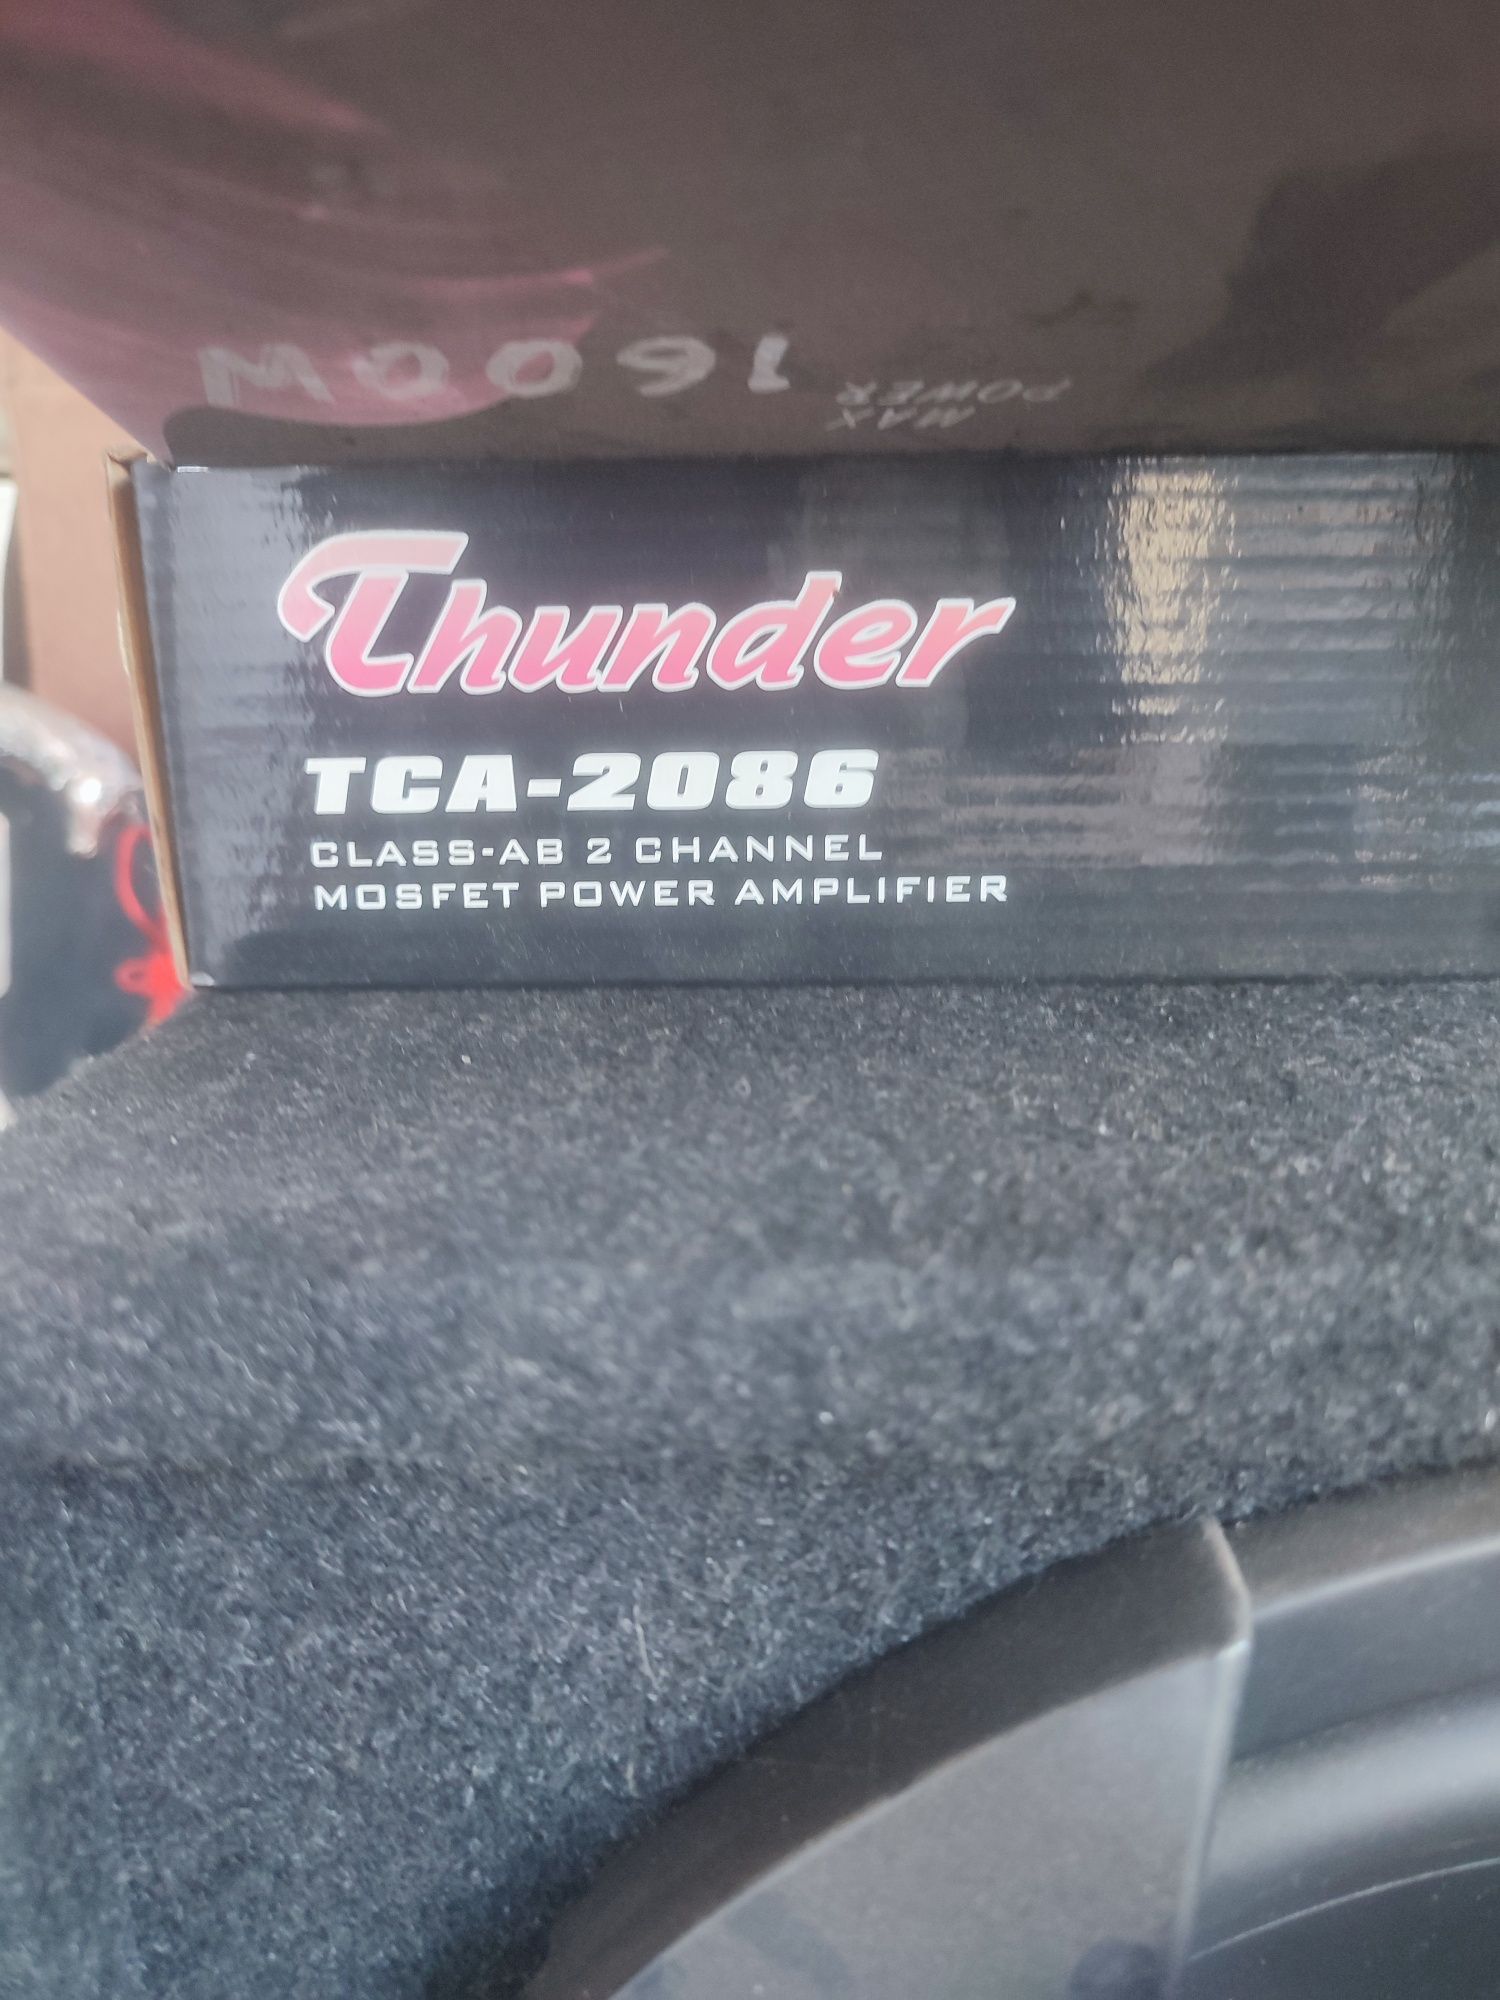 MAX
POWER 1600W
Thunder
TCA-2086
CLASS-AB 2 CHANNEL
MOSFET POWER AMPLIFIER